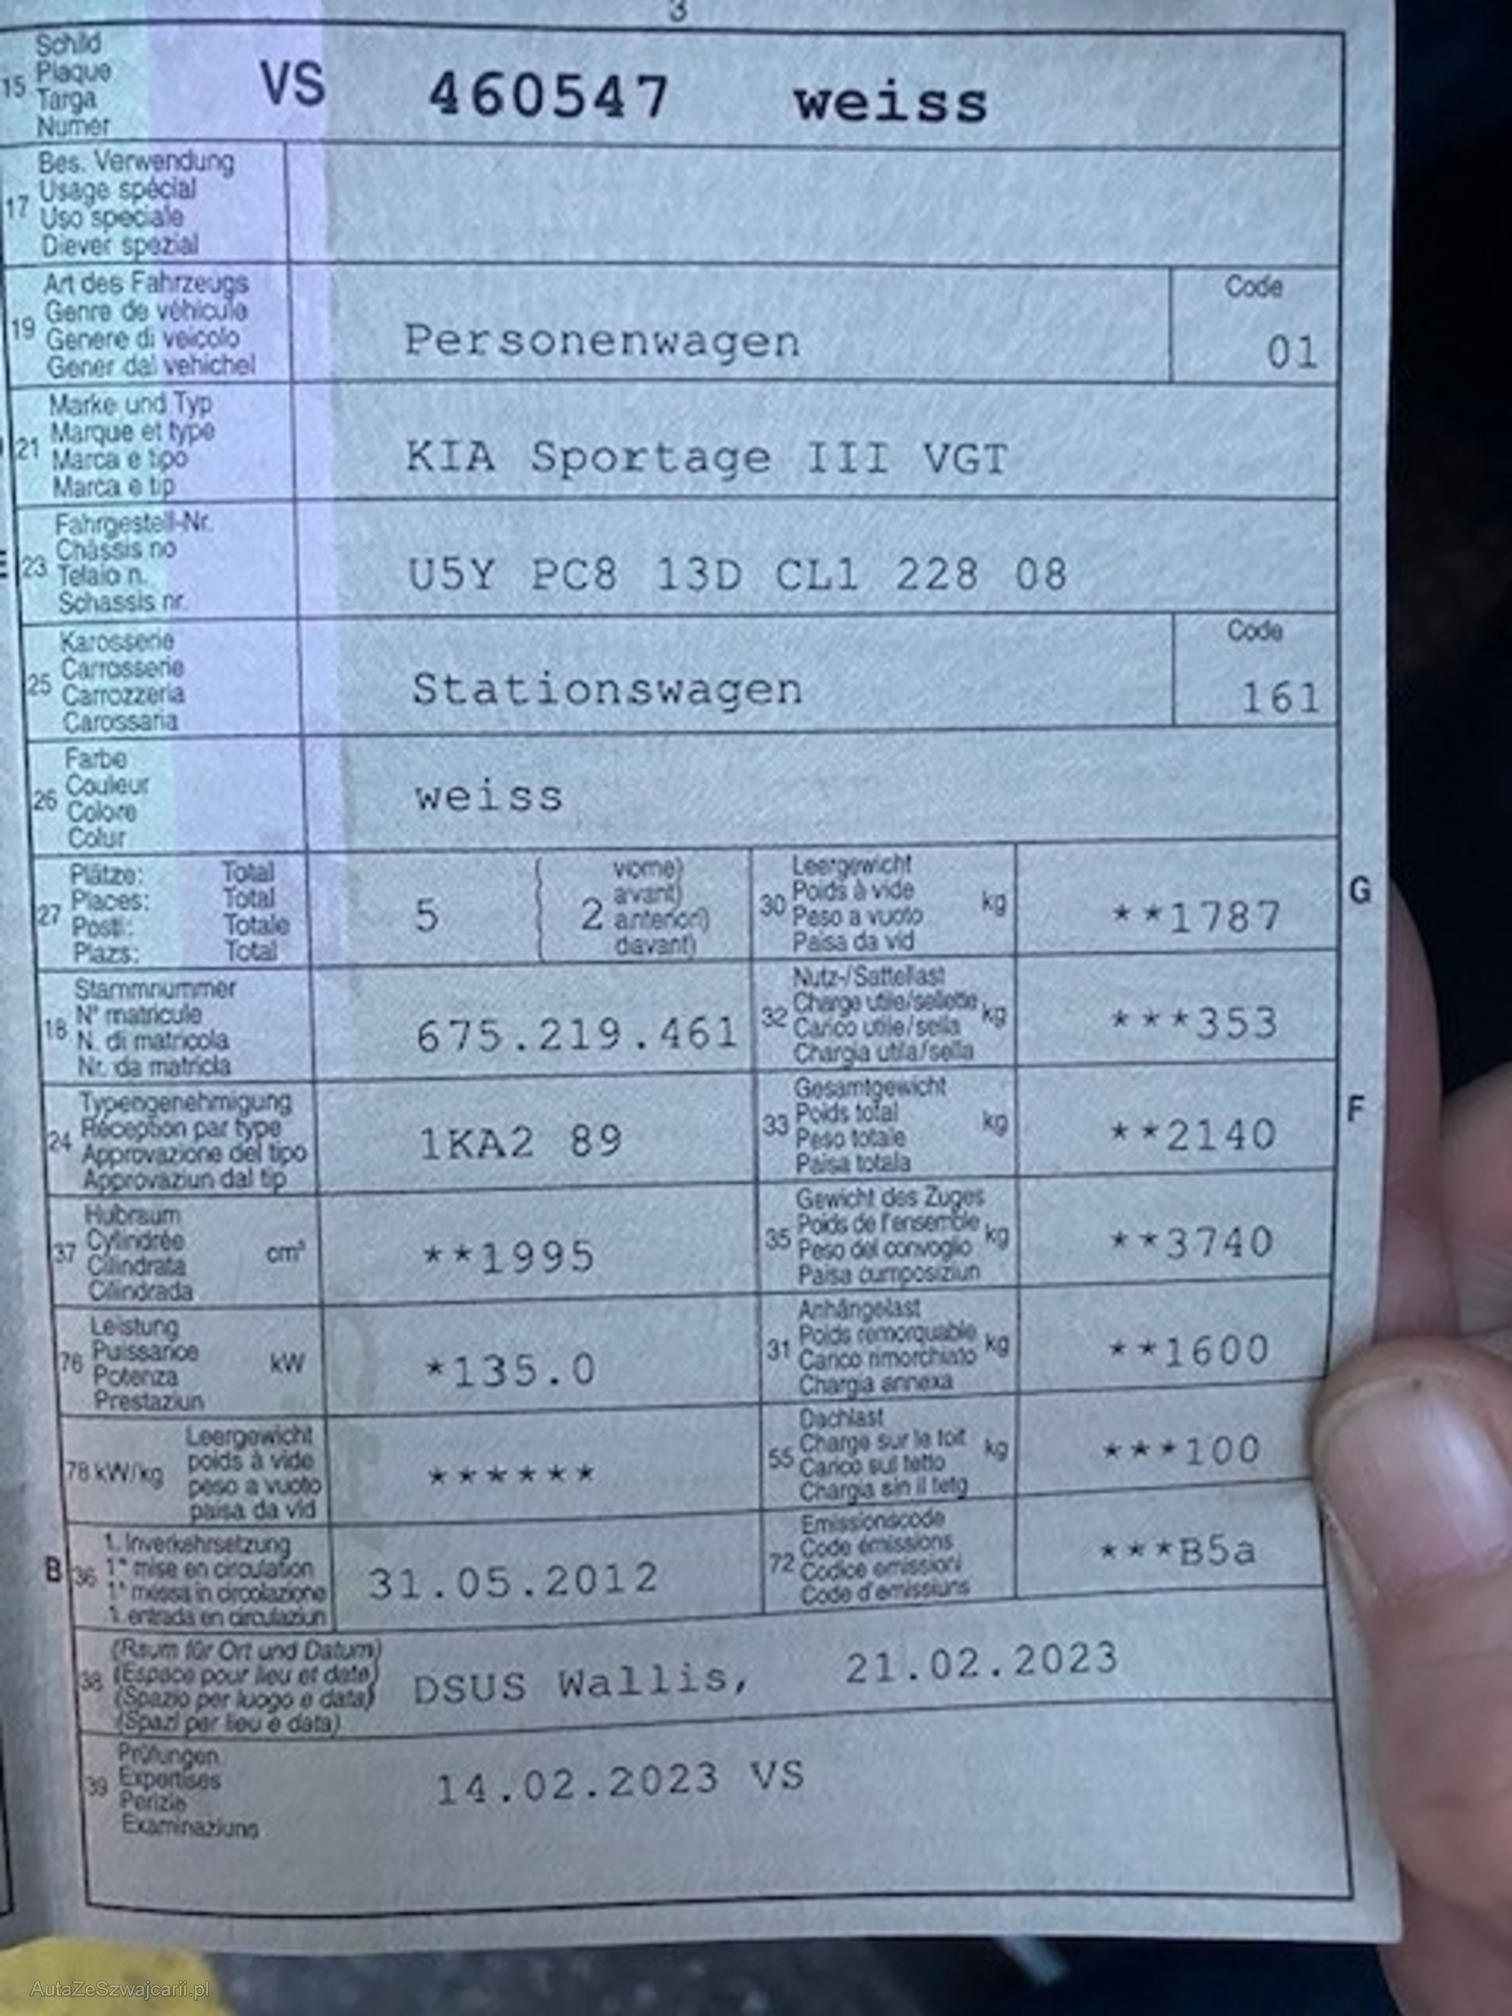 3
15 Schild
Plaque
Targa
Numer
VS 460547 weiss
17 Bes. Verwendung
Usage spécial
Uso speciale
Diever spezial
19 Art des Fahrzeugs
Genre de véhicule
Genere di veicolo
Gener dal vehichel
Personenwagen
Code
01
21 Marke und Typ
Marque et type
Marca e tipo
Marca e tip
KIA Sportage III VGT
23 Fahrgestell-Nr.
Châssis no
Telaio n.
Schassis nr.
U5Y PC8 13D CL1 228 08
E
25 Karosserie
Carrosserie
Carrozzeria
Carossaria
Stationswagen
Code
161
26 Farbe
Couleur
Colore
Colur
weiss
27 Plätze: Total
Places: Total
Posti: Totale
Plazs: Total
5
2
vorne)
avant)
anteriori)
davant)
30 Leergewicht
Poids à vide
Peso a vuoto
Paisa da vid
kg
**1787
G
18 Stammnummer
N° matricule
N. di matricola
Nr. da matricla
675.219.461
32 Nutz-/Sattellast
Charge utile/sellette
Carico utile/sella
Chargia utila/sella
kg
***353
24 Typengenehmigung
Réception par type
Approvazione del tipo
Approvaziun dal tip
1KA2 89
33 Gesamtgewicht
Poids total
Peso totale
Paisa totala
kg
**2140
F
37 Hubraum
Cylindrée
Cilindrata
Cilindrada
cm³
**1995
35 Gewicht des Zuges
Poids de l'ensemble
Peso del convoglio
Paisa cumposiziun
kg
**3740
76 Leistung
Puissance
Potenza
Prestaziun
kW
*135.0
31 Anhängelast
Poids remorquable
Carico rimorchiato
Chargia annexa
kg
**1600
78 kW/kg
Leergewicht
poids à vide
peso a vuoto
paisa da vid
******
55 Dachlast
Charge sur le toit
Carico sul tetto
Chargia sin il tetg
kg
***100
B 36 1. Inverkehrsetzung
1re mise en circulation
1a messa in circolazione
1. entrada en circulaziun
31.05.2012
72 Emissionscode
Code émissions
Codice emissioni
Code d'emissiuns
***B5a
38 (Raum für Ort und Datum)
(Espace pour lieu et date)
(Spazio per luogo e data)
(Spazi per lieu e data)
DSUS Wallis, 21.02.2023
39 Prüfungen
Expertises
Perizie
Examinaziuns
14.02.2023 VS
AutaZeSzwajcarii.pl